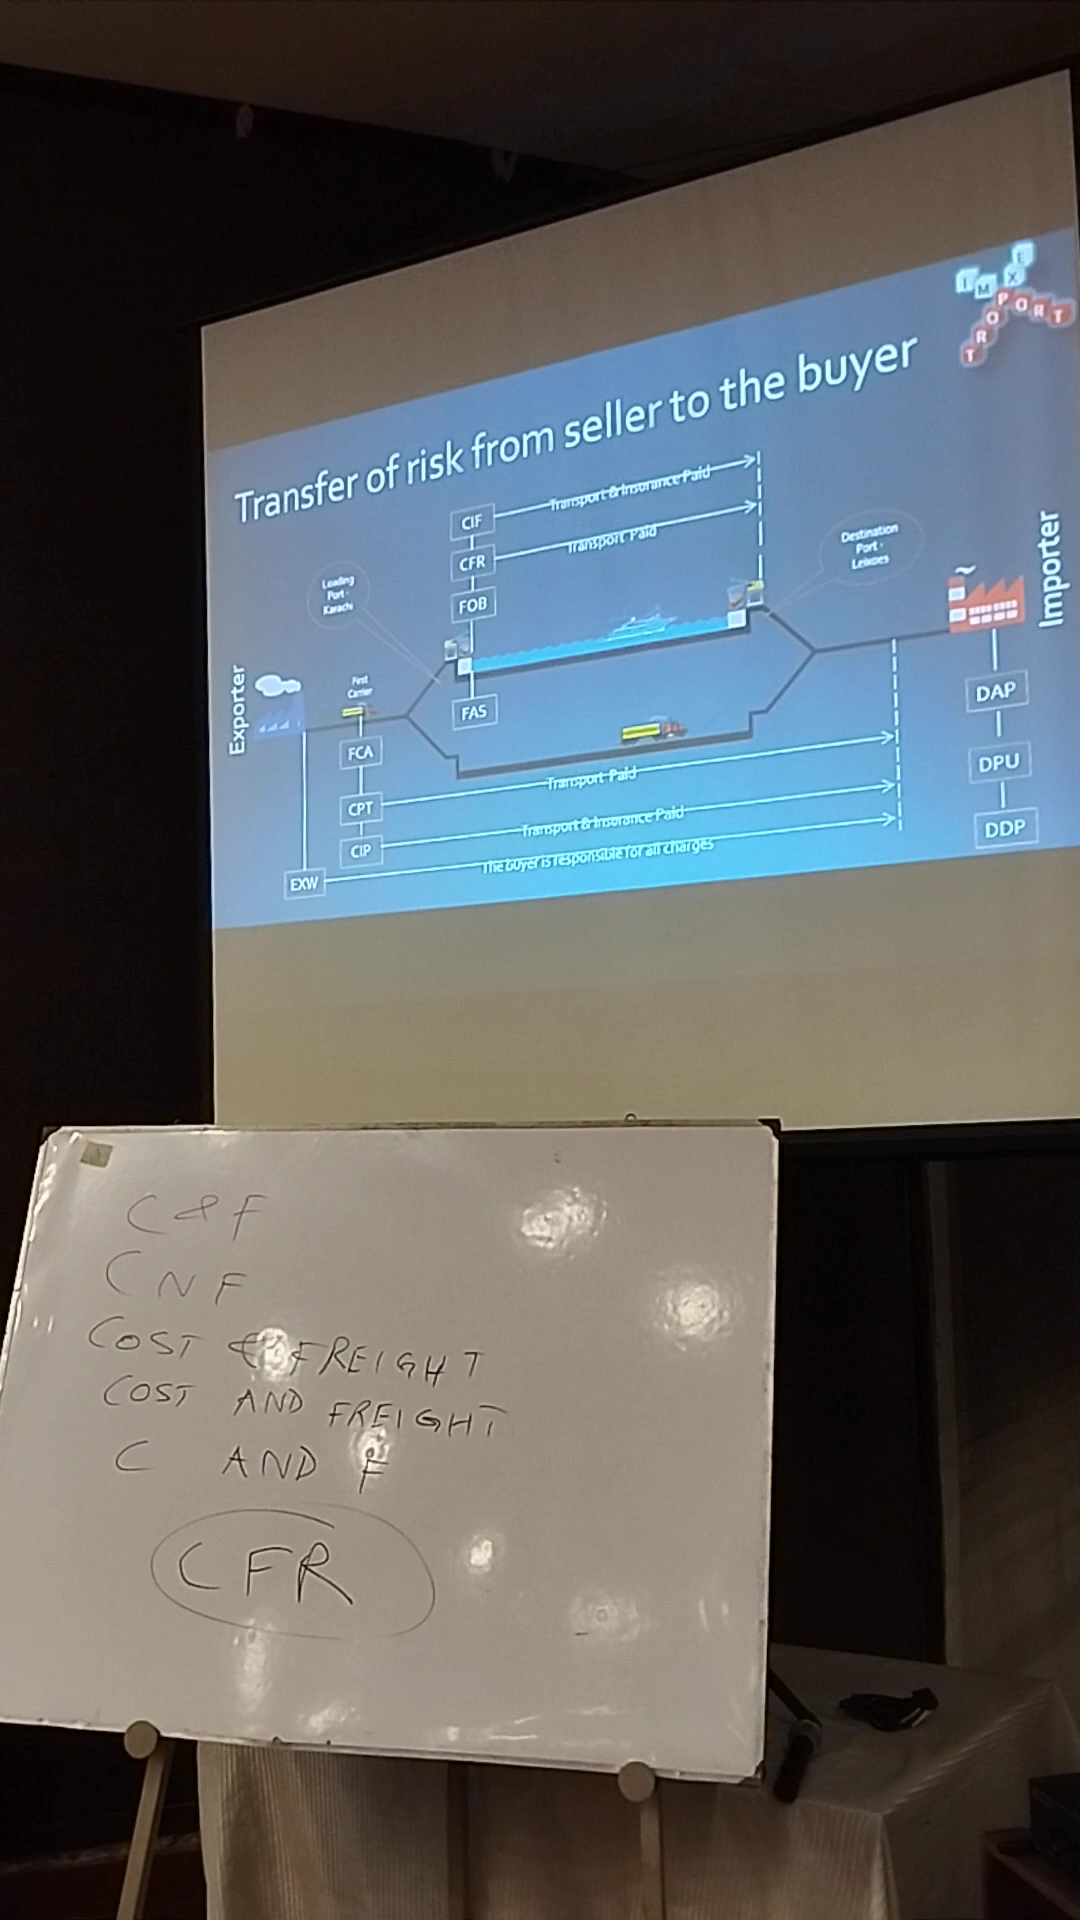 IMEX
TROPORT
Transfer of risk from seller to the buyer
CIF
Transport & Insurance Paid
CFR
Transport Paid
FOB
Loading
Port -
Karachi
Destination
Port -
Leixoes
Importer
Exporter
First
Carrier
FAS
FCA
DAP
Transport Paid
CPT
DPU
Transport & Insurance Paid
CIP
DDP
The buyer is responsible for all charges
EXW
C & F
CNF
COST & FREIGHT
COST AND FREIGHT
C AND F
CFR